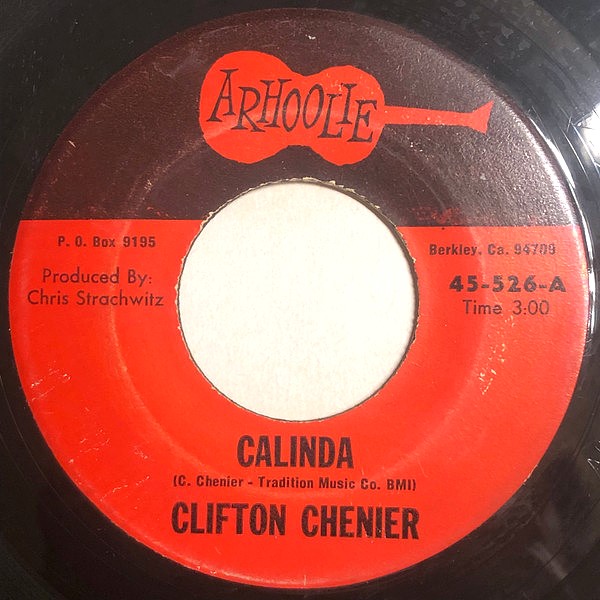 ARHOOLIE
P. O. Box 9195
Berkley, Ca. 94709
Produced By:
Chris Strachwitz
45-526-A
Time 3:00
CALINDA
(C. Chenier - Tradition Music Co. BMI)
CLIFTON CHENIER